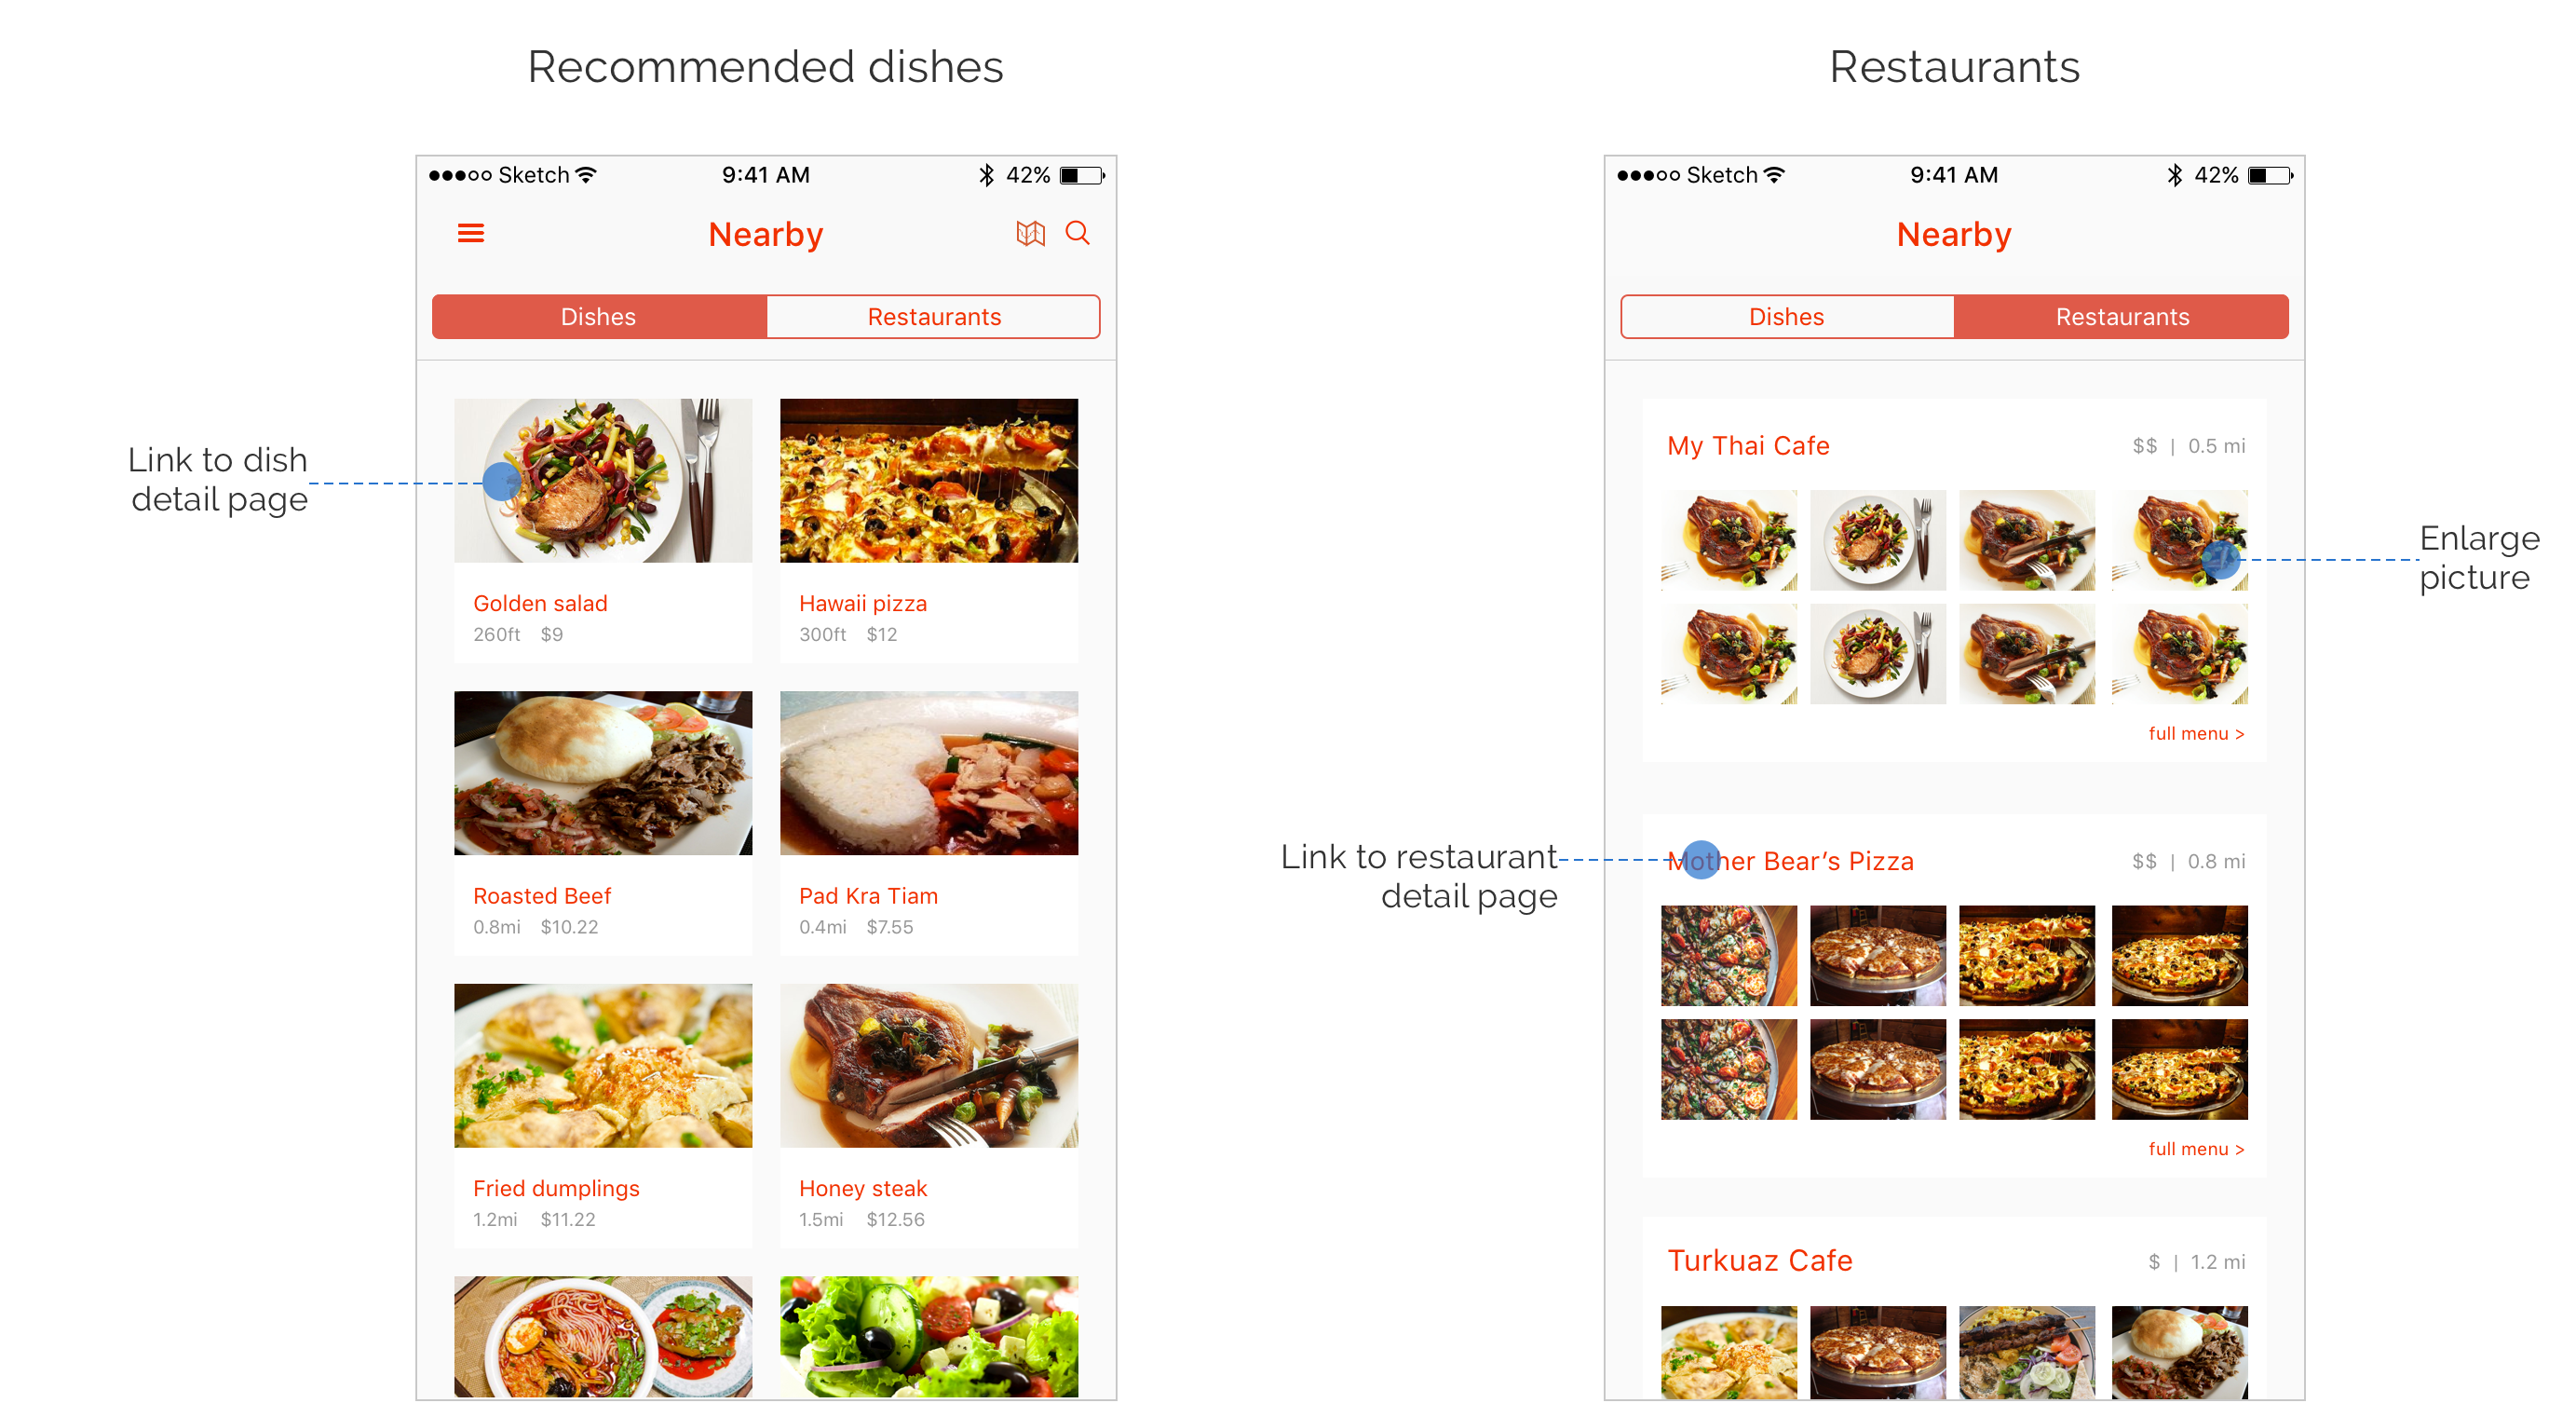 Recommended dishes
Restaurants
Sketch 9:41 AM 42%
Nearby
Dishes Restaurants
Link to dish
detail page
Golden salad
260ft $9
Hawaii pizza
300ft $12
Roasted Beef
0.8mi $10.22
Pad Kra Tiam
0.4mi $7.55
Fried dumplings
1.2mi $11.22
Honey steak
1.5mi $12.56
Sketch 9:41 AM 42%
Nearby
Dishes Restaurants
My Thai Cafe $$ | 0.5 mi
Enlarge
picture
full menu >
Link to restaurant
detail page
Mother Bear’s Pizza $$ | 0.8 mi
full menu >
Turkuaz Cafe $ | 1.2 mi